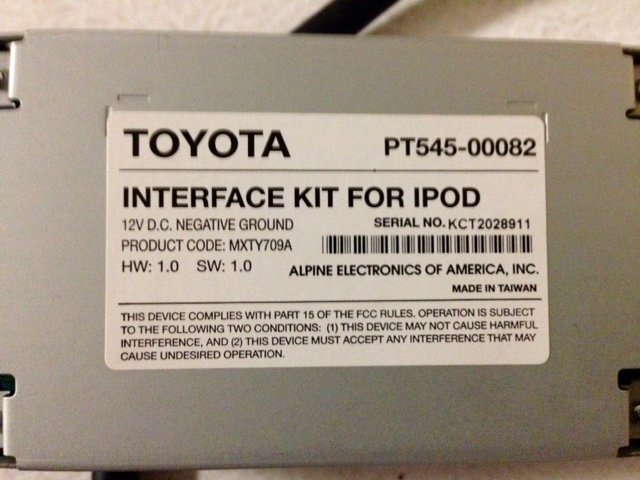 TOYOTA PT545-00082
INTERFACE KIT FOR IPOD
12V D.C. NEGATIVE GROUND SERIAL NO. KCT2028911
PRODUCT CODE: MXTY709A
HW: 1.0 SW: 1.0 ALPINE ELECTRONICS OF AMERICA, INC.
MADE IN TAIWAN
THIS DEVICE COMPLIES WITH PART 15 OF THE FCC RULES. OPERATION IS SUBJECT
TO THE FOLLOWING TWO CONDITIONS: (1) THIS DEVICE MAY NOT CAUSE HARMFUL
INTERFERENCE, AND (2) THIS DEVICE MUST ACCEPT ANY INTERFERENCE THAT MAY
CAUSE UNDESIRED OPERATION.